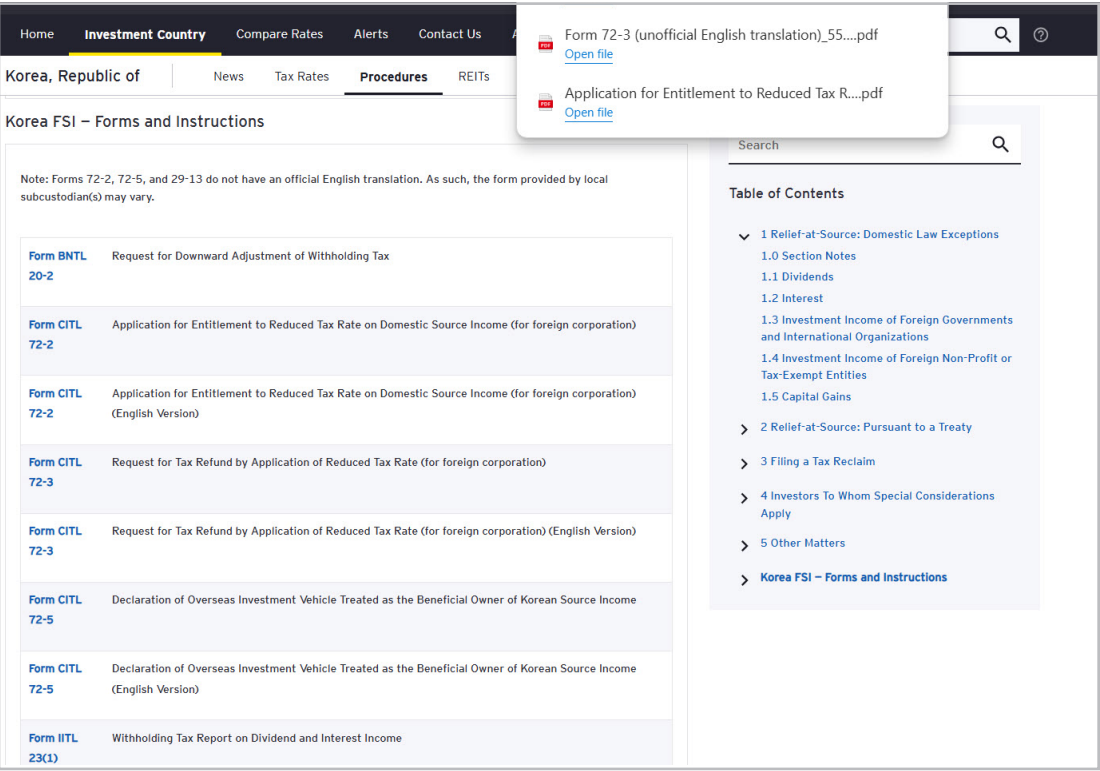 Home Investment Country Compare Rates Alerts Contact Us
Form 72-3 (unofficial English translation)_55....pdf
Open file
Application for Entitlement to Reduced Tax R....pdf
Open file
Korea, Republic of News Tax Rates Procedures REITs
Korea FSI – Forms and Instructions
Note: Forms 72-2, 72-5, and 29-13 do not have an official English translation. As such, the form provided by local
subcustodian(s) may vary.
Form BNTL Request for Downward Adjustment of Withholding Tax
20-2
Form CITL Application for Entitlement to Reduced Tax Rate on Domestic Source Income (for foreign corporation)
72-2
Form CITL Application for Entitlement to Reduced Tax Rate on Domestic Source Income (for foreign corporation)
72-2 (English Version)
Form CITL Request for Tax Refund by Application of Reduced Tax Rate (for foreign corporation)
72-3
Form CITL Request for Tax Refund by Application of Reduced Tax Rate (for foreign corporation) (English Version)
72-3
Form CITL Declaration of Overseas Investment Vehicle Treated as the Beneficial Owner of Korean Source Income
72-5
Form CITL Declaration of Overseas Investment Vehicle Treated as the Beneficial Owner of Korean Source Income
72-5 (English Version)
Form IITL Withholding Tax Report on Dividend and Interest Income
23(1)
Search
Table of Contents
1 Relief-at-Source: Domestic Law Exceptions
1.0 Section Notes
1.1 Dividends
1.2 Interest
1.3 Investment Income of Foreign Governments
and International Organizations
1.4 Investment Income of Foreign Non-Profit or
Tax-Exempt Entities
1.5 Capital Gains
2 Relief-at-Source: Pursuant to a Treaty
3 Filing a Tax Reclaim
4 Investors To Whom Special Considerations
Apply
5 Other Matters
Korea FSI – Forms and Instructions